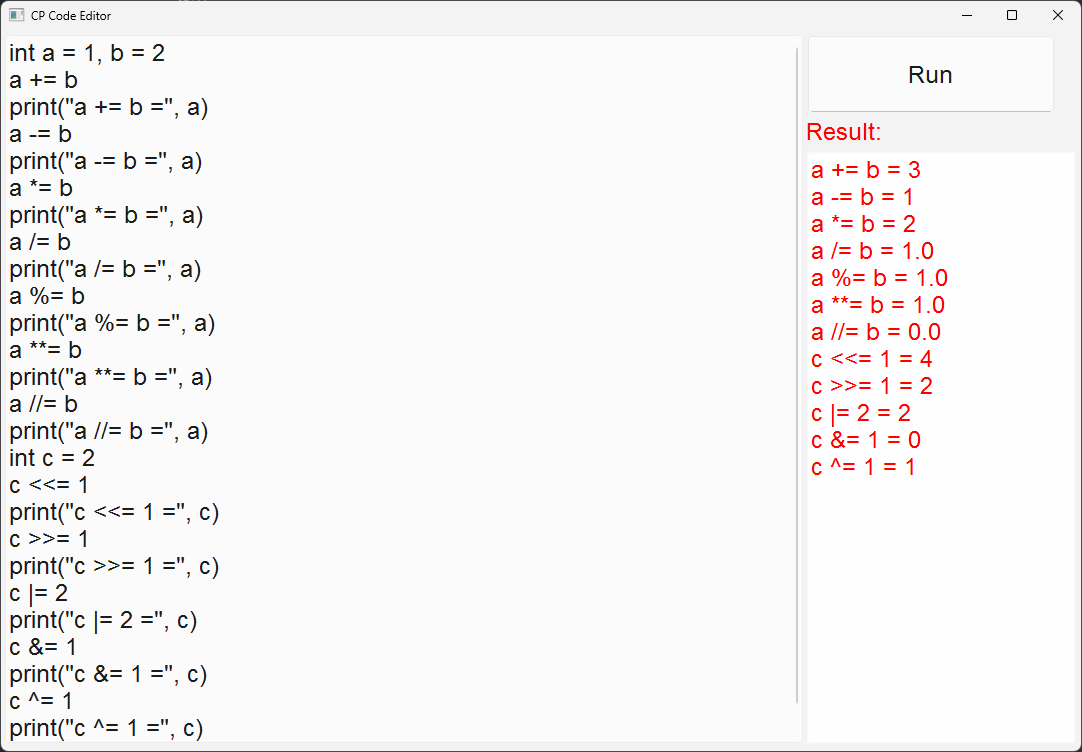 CP Code Editor
int a = 1, b = 2
a += b
print("a += b =", a)
a -= b
print("a -= b =", a)
a *= b
print("a *= b =", a)
a /= b
print("a /= b =", a)
a %= b
print("a %= b =", a)
a **= b
print("a **= b =", a)
a //= b
print("a //= b =", a)
int c = 2
c <<= 1
print("c <<= 1 =", c)
c >>= 1
print("c >>= 1 =", c)
c |= 2
print("c |= 2 =", c)
c &= 1
print("c &= 1 =", c)
c ^= 1
print("c ^= 1 =", c)
Run
Result:
a += b = 3
a -= b = 1
a *= b = 2
a /= b = 1.0
a %= b = 1.0
a **= b = 1.0
a //= b = 0.0
c <<= 1 = 4
c >>= 1 = 2
c |= 2 = 2
c &= 1 = 0
c ^= 1 = 1